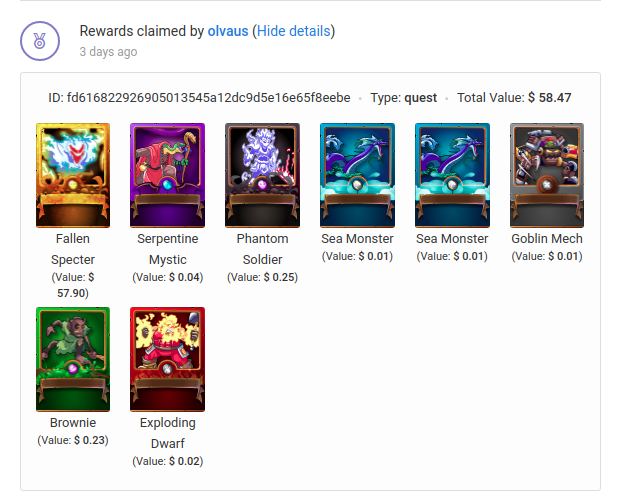 Rewards claimed by olvaus (Hide details)
3 days ago
ID: fd616822926905013545a12dc9d5e16e65f8eebe • Type: quest • Total Value: $ 58.47
Fallen Specter (Value: $ 57.90)
Serpentine Mystic (Value: $ 0.04)
Phantom Soldier (Value: $ 0.25)
Sea Monster (Value: $ 0.01)
Sea Monster (Value: $ 0.01)
Goblin Mech (Value: $ 0.01)
Brownie (Value: $ 0.23)
Exploding Dwarf (Value: $ 0.02)